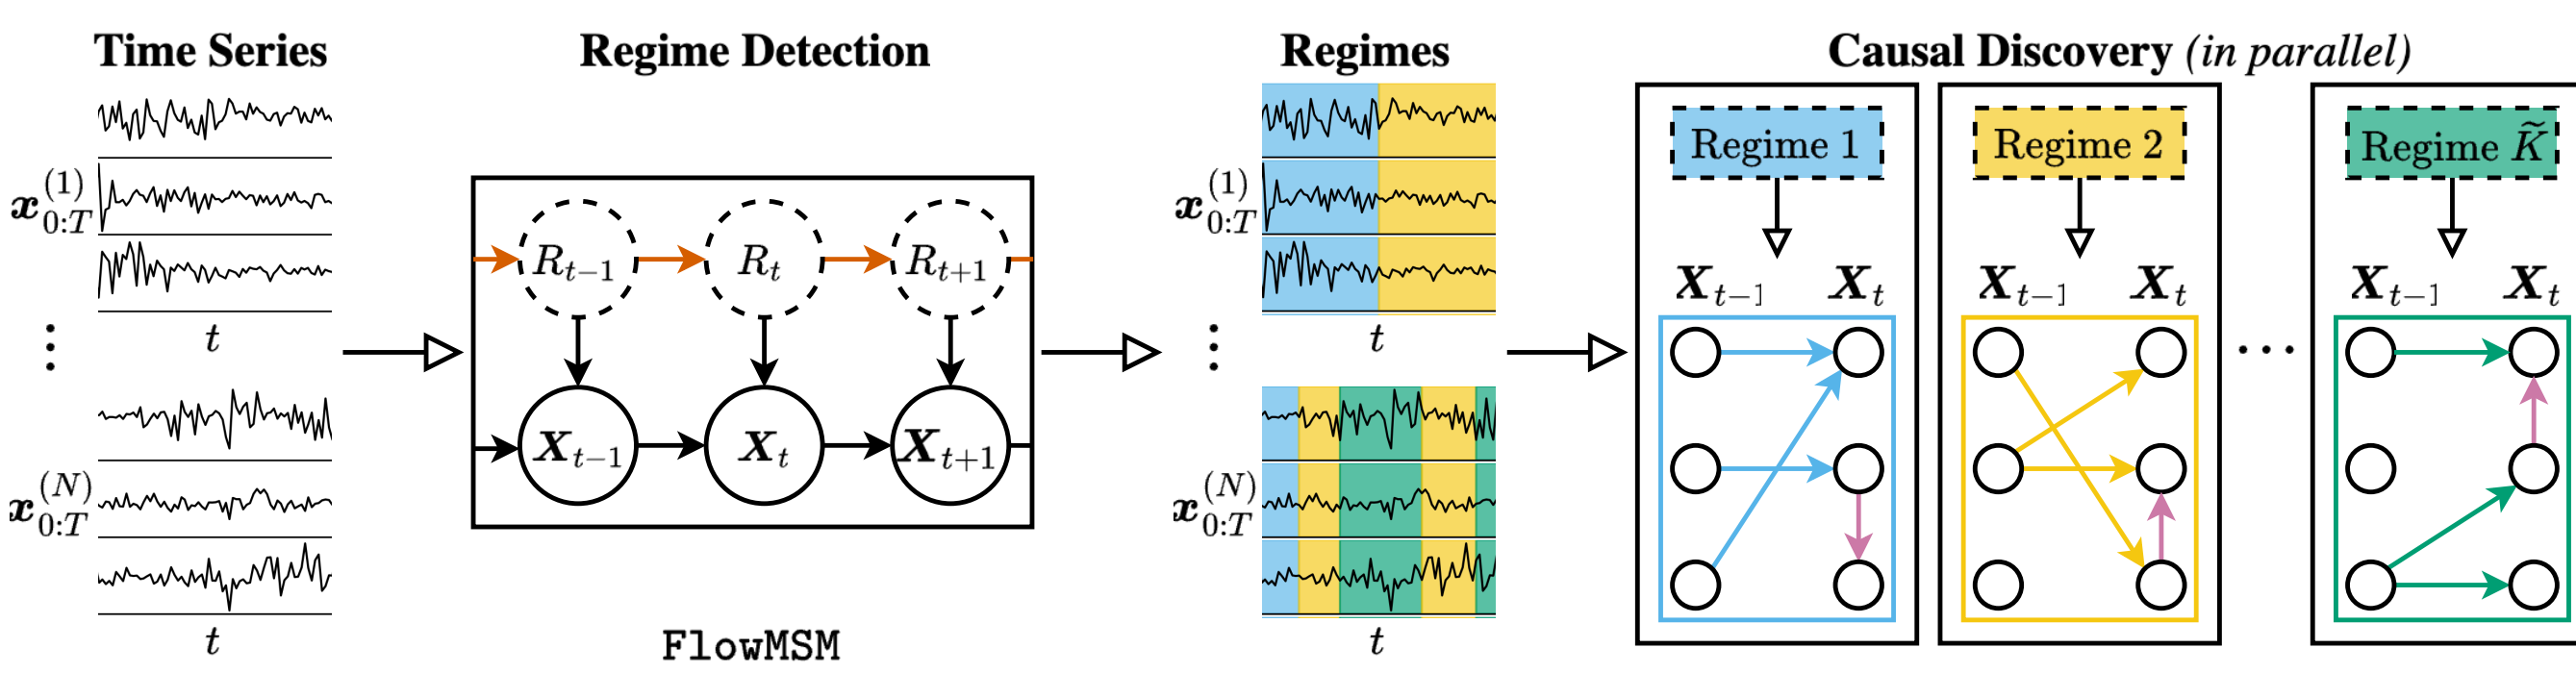 Time Series
x^{(1)}_{0:T}
⋮
t
x^{(N)}_{0:T}
t
Regime Detection
R_{t−1}
R_t
R_{t+1}
X_{t−1}
X_t
X_{t+1}
FlowMSM
Regimes
x^{(1)}_{0:T}
⋮
t
x^{(N)}_{0:T}
t
Causal Discovery (in parallel)
Regime 1
X_{t−1} X_t
Regime 2
X_{t−1} X_t
⋯
Regime K̃
X_{t−1} X_t